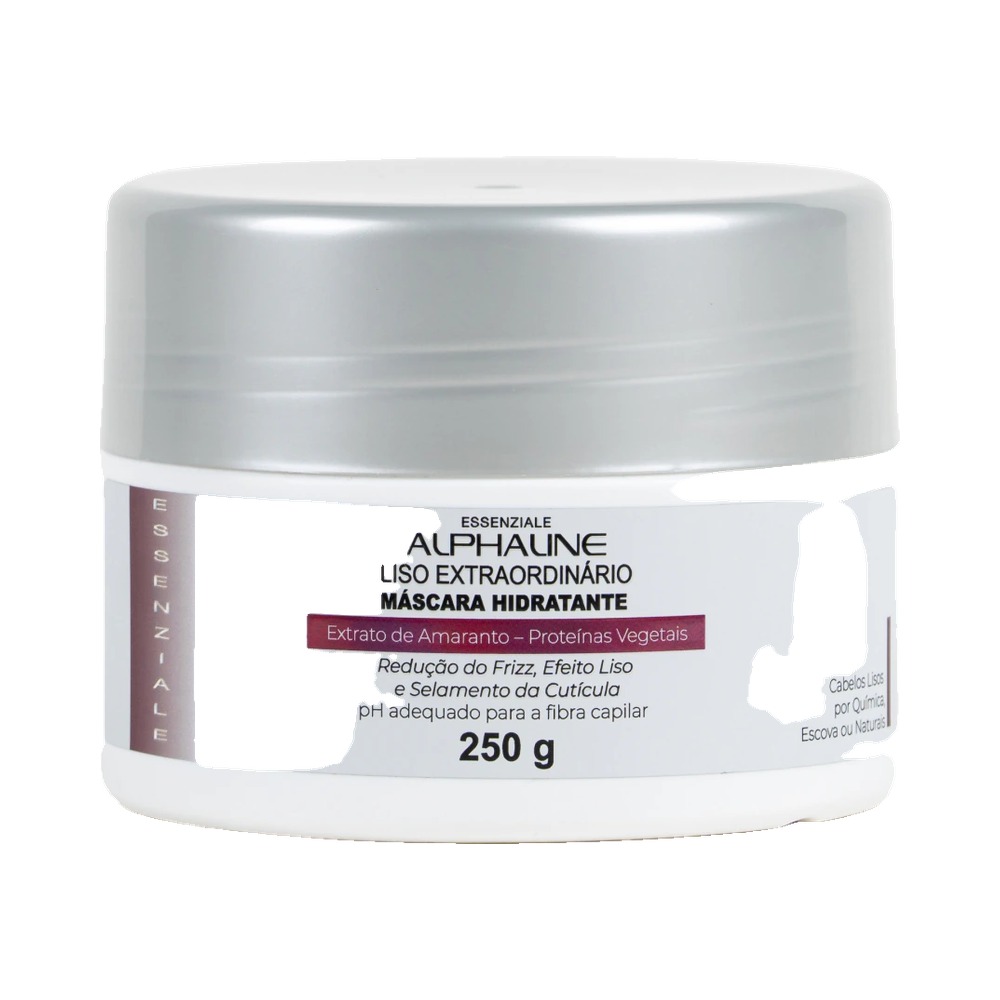 ESSENZIALE
ESSENZIALE
ALPHALINE
LISO EXTRAORDINÁRIO
MÁSCARA HIDRATANTE
Extrato de Amaranto – Proteínas Vegetais
Redução do Frizz, Efeito Liso
e Selamento da Cutícula
pH adequado para a fibra capilar
250 g
Cabelos Lisos
por Química,
Escova ou Naturais